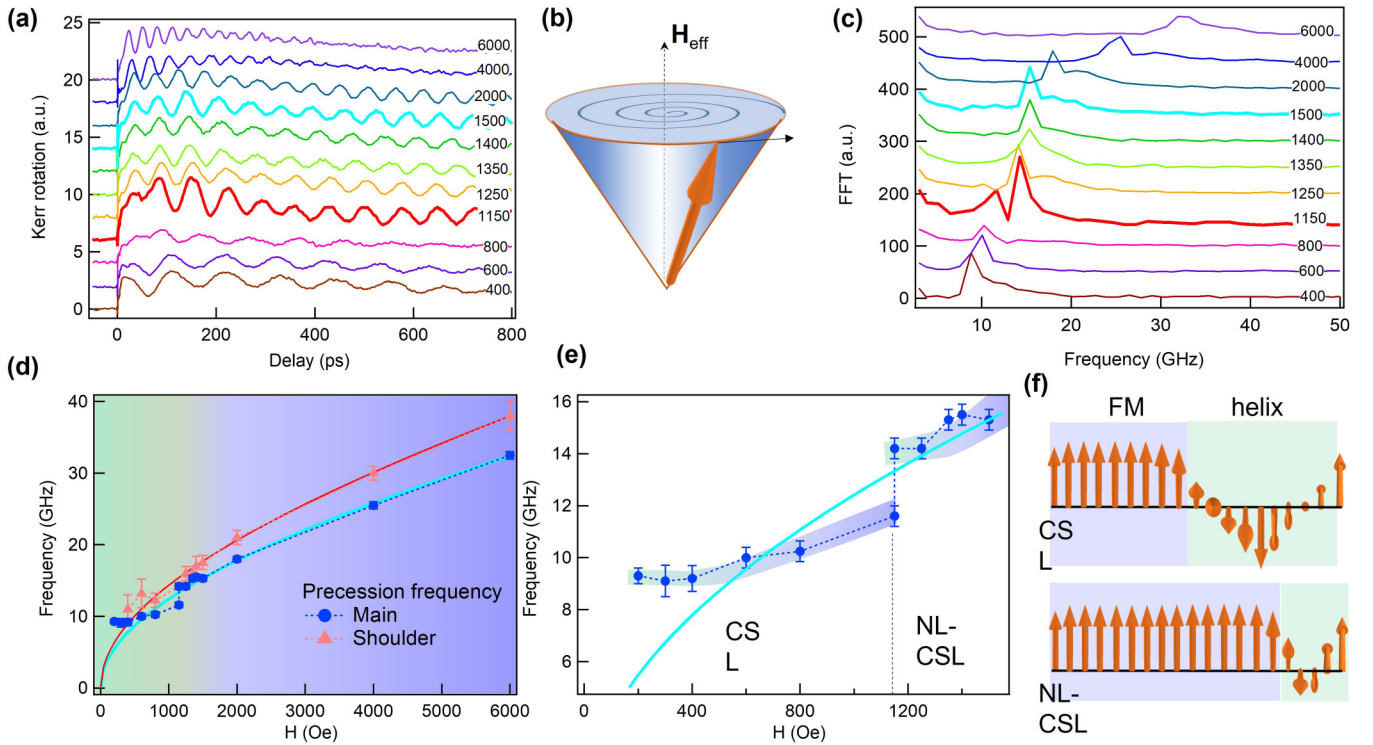 (a)
25
20
15
10
5
0
Kerr rotation (a.u.)
6000
4000
2000
1500
1400
1350
1250
1150
800
600
400
0
200
400
600
800
Delay (ps)
(b)
Heff
(c)
500
400
300
200
100
0
FFT (a.u.)
6000
4000
2000
1500
1400
1350
1250
1150
800
600
400
10
20
30
40
50
Frequency (GHz)
(d)
40
30
20
10
0
Frequency (GHz)
Precession frequency
Main
Shoulder
0
1000
2000
3000
4000
5000
6000
H (Oe)
(e)
16
14
12
10
8
6
Frequency (GHz)
CS
L
NL-
CSL
0
400
800
1200
H (Oe)
(f)
FM
helix
CS
L
NL-
CSL